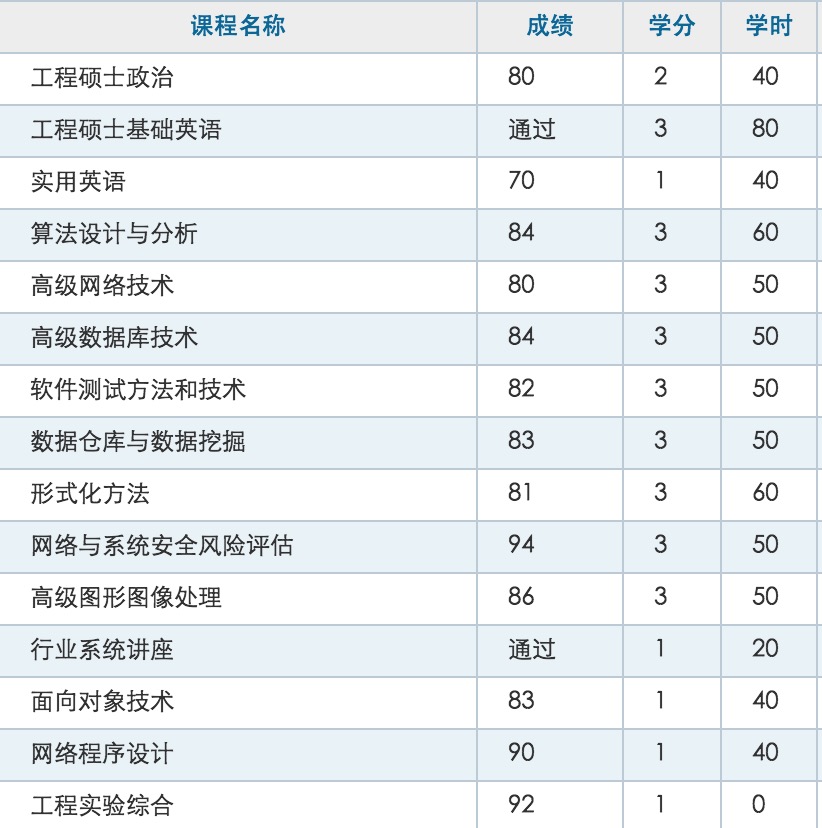 课程名称 成绩 学分 学时
工程硕士政治 80 2 40
工程硕士基础英语 通过 3 80
实用英语 70 1 40
算法设计与分析 84 3 60
高级网络技术 80 3 50
高级数据库技术 84 3 50
软件测试方法和技术 82 3 50
数据仓库与数据挖掘 83 3 50
形式化方法 81 3 60
网络与系统安全风险评估 94 3 50
高级图形图像处理 86 3 50
行业系统讲座 通过 1 20
面向对象技术 83 1 40
网络程序设计 90 1 40
工程实验综合 92 1 0